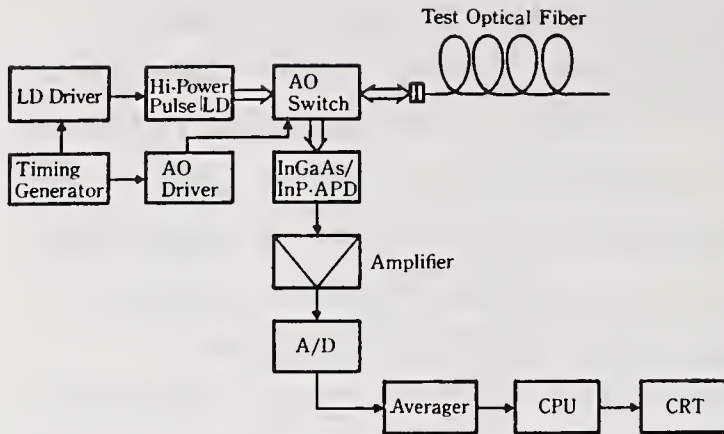 Test Optical Fiber
LD Driver
Hi-Power
Pulse LD
AO
Switch
Timing
Generator
AO
Driver
InGaAs/
InP·APD
Amplifier
A/D
Averager
CPU
CRT